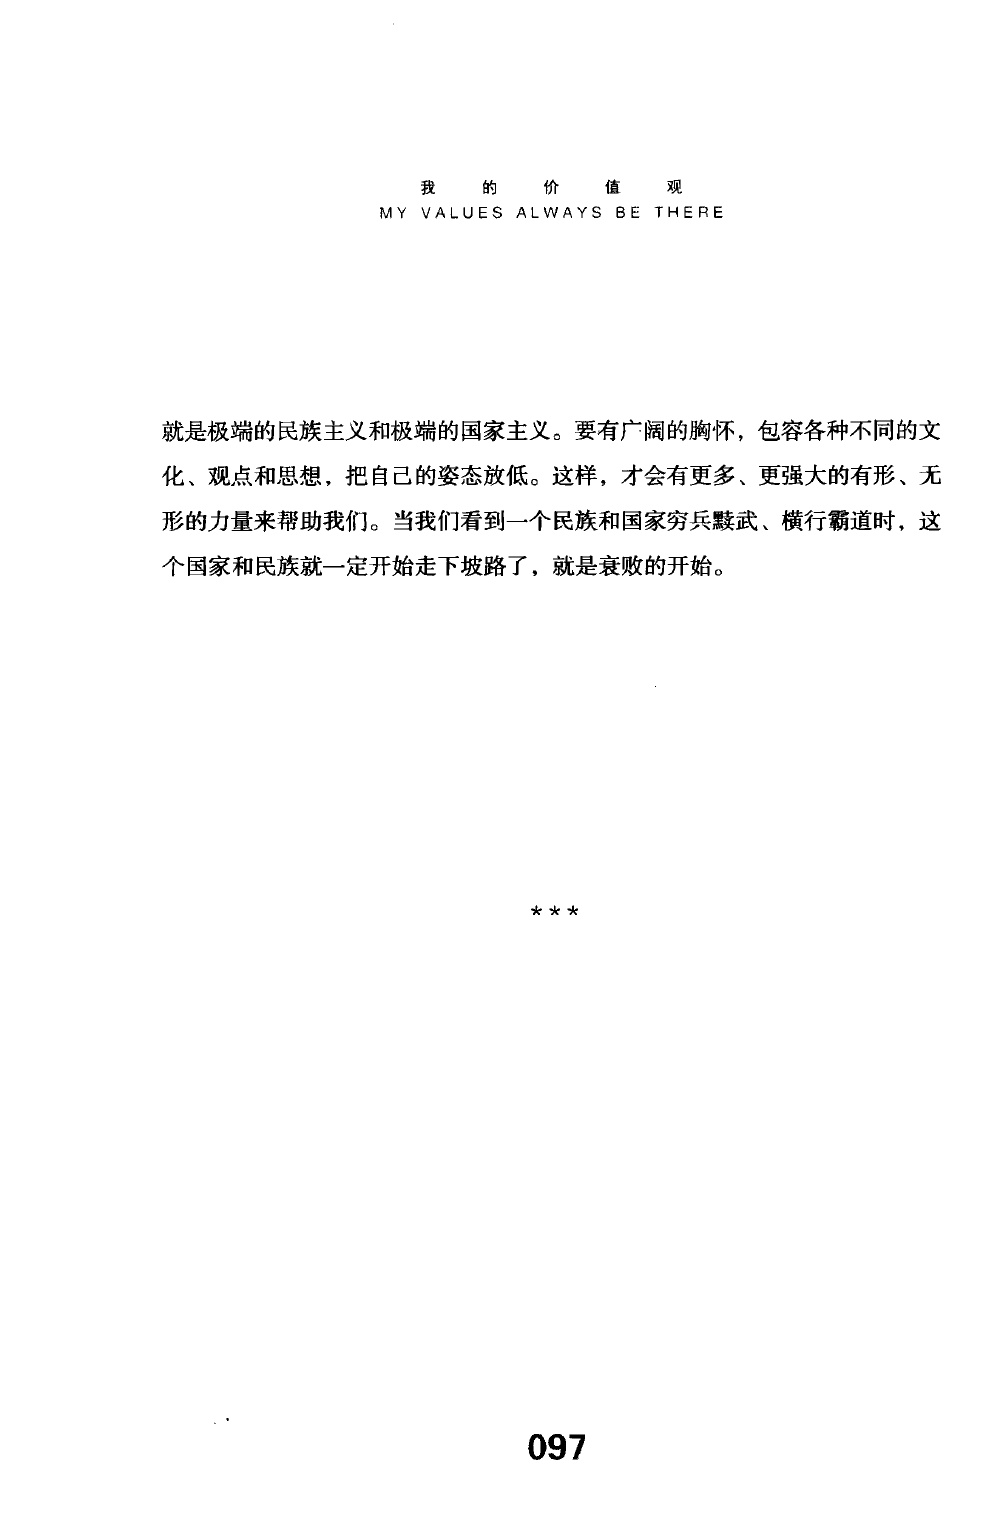 我的价值观
MY VALUES ALWAYS BE THERE
就是极端的民族主义和极端的国家主义。要有广阔的胸怀，包容各种不同的文
化、观点和思想，把自己的姿态放低。这样，才会有更多、更强大的有形、无
形的力量来帮助我们。当我们看到一个民族和国家穷兵黩武、横行霸道时，这
个国家和民族就一定开始走下坡路了，就是衰败的开始。
***
097